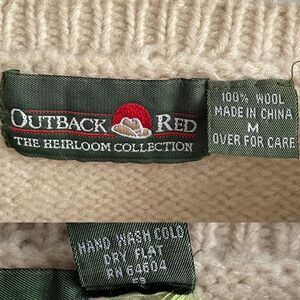 OUTBACK RED
THE HEIRLOOM COLLECTION
100% WOOL
MADE IN CHINA
M
OVER FOR CARE
HAND WASH COLD
DRY FLAT
RN 64604